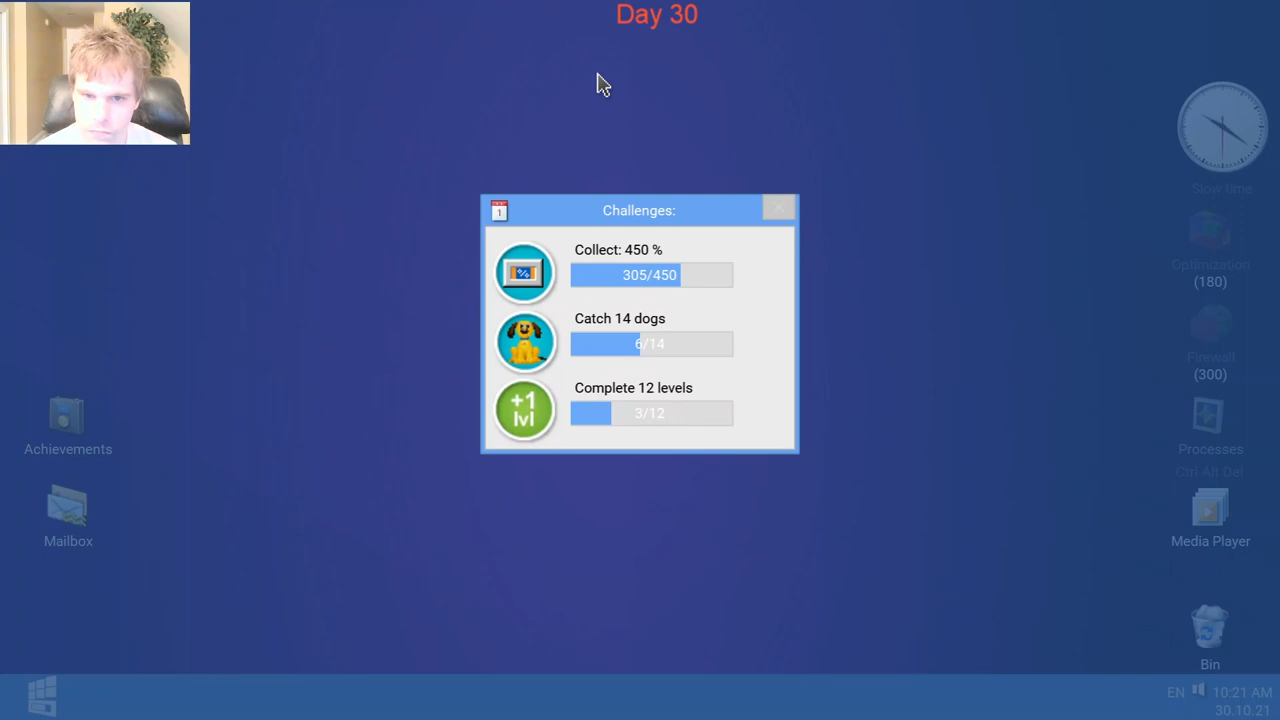 Day 30
1
Challenges:
Collect: 450 %
%
305/450
Catch 14 dogs
6/14
+1
lvl
Complete 12 levels
3/12
Achievements
Mailbox
Slow time
Optimization
(180)
Firewall
(300)
Processes
Ctrl Alt Del
Media Player
Bin
EN
10:21 AM
30.10.21